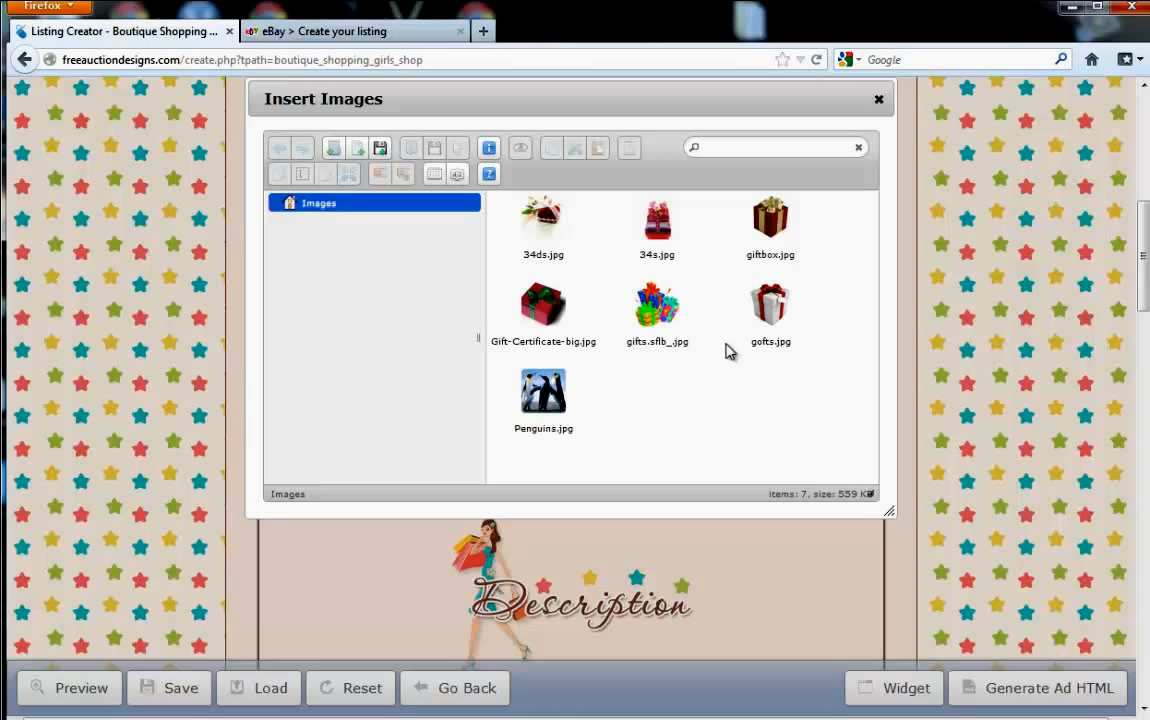 Firefox
Listing Creator - Boutique Shopping ...
eBay > Create your listing
freeauctiondesigns.com/create.php?tpath=boutique_shopping_girls_shop
Google
Insert Images
Images
34ds.jpg
34s.jpg
giftbox.jpg
Gift-Certificate-big.jpg
gifts.sflb_.jpg
gofts.jpg
Penguins.jpg
Images
items: 7, size: 559 KB
Description
Preview
Save
Load
Reset
Go Back
Widget
Generate Ad HTML